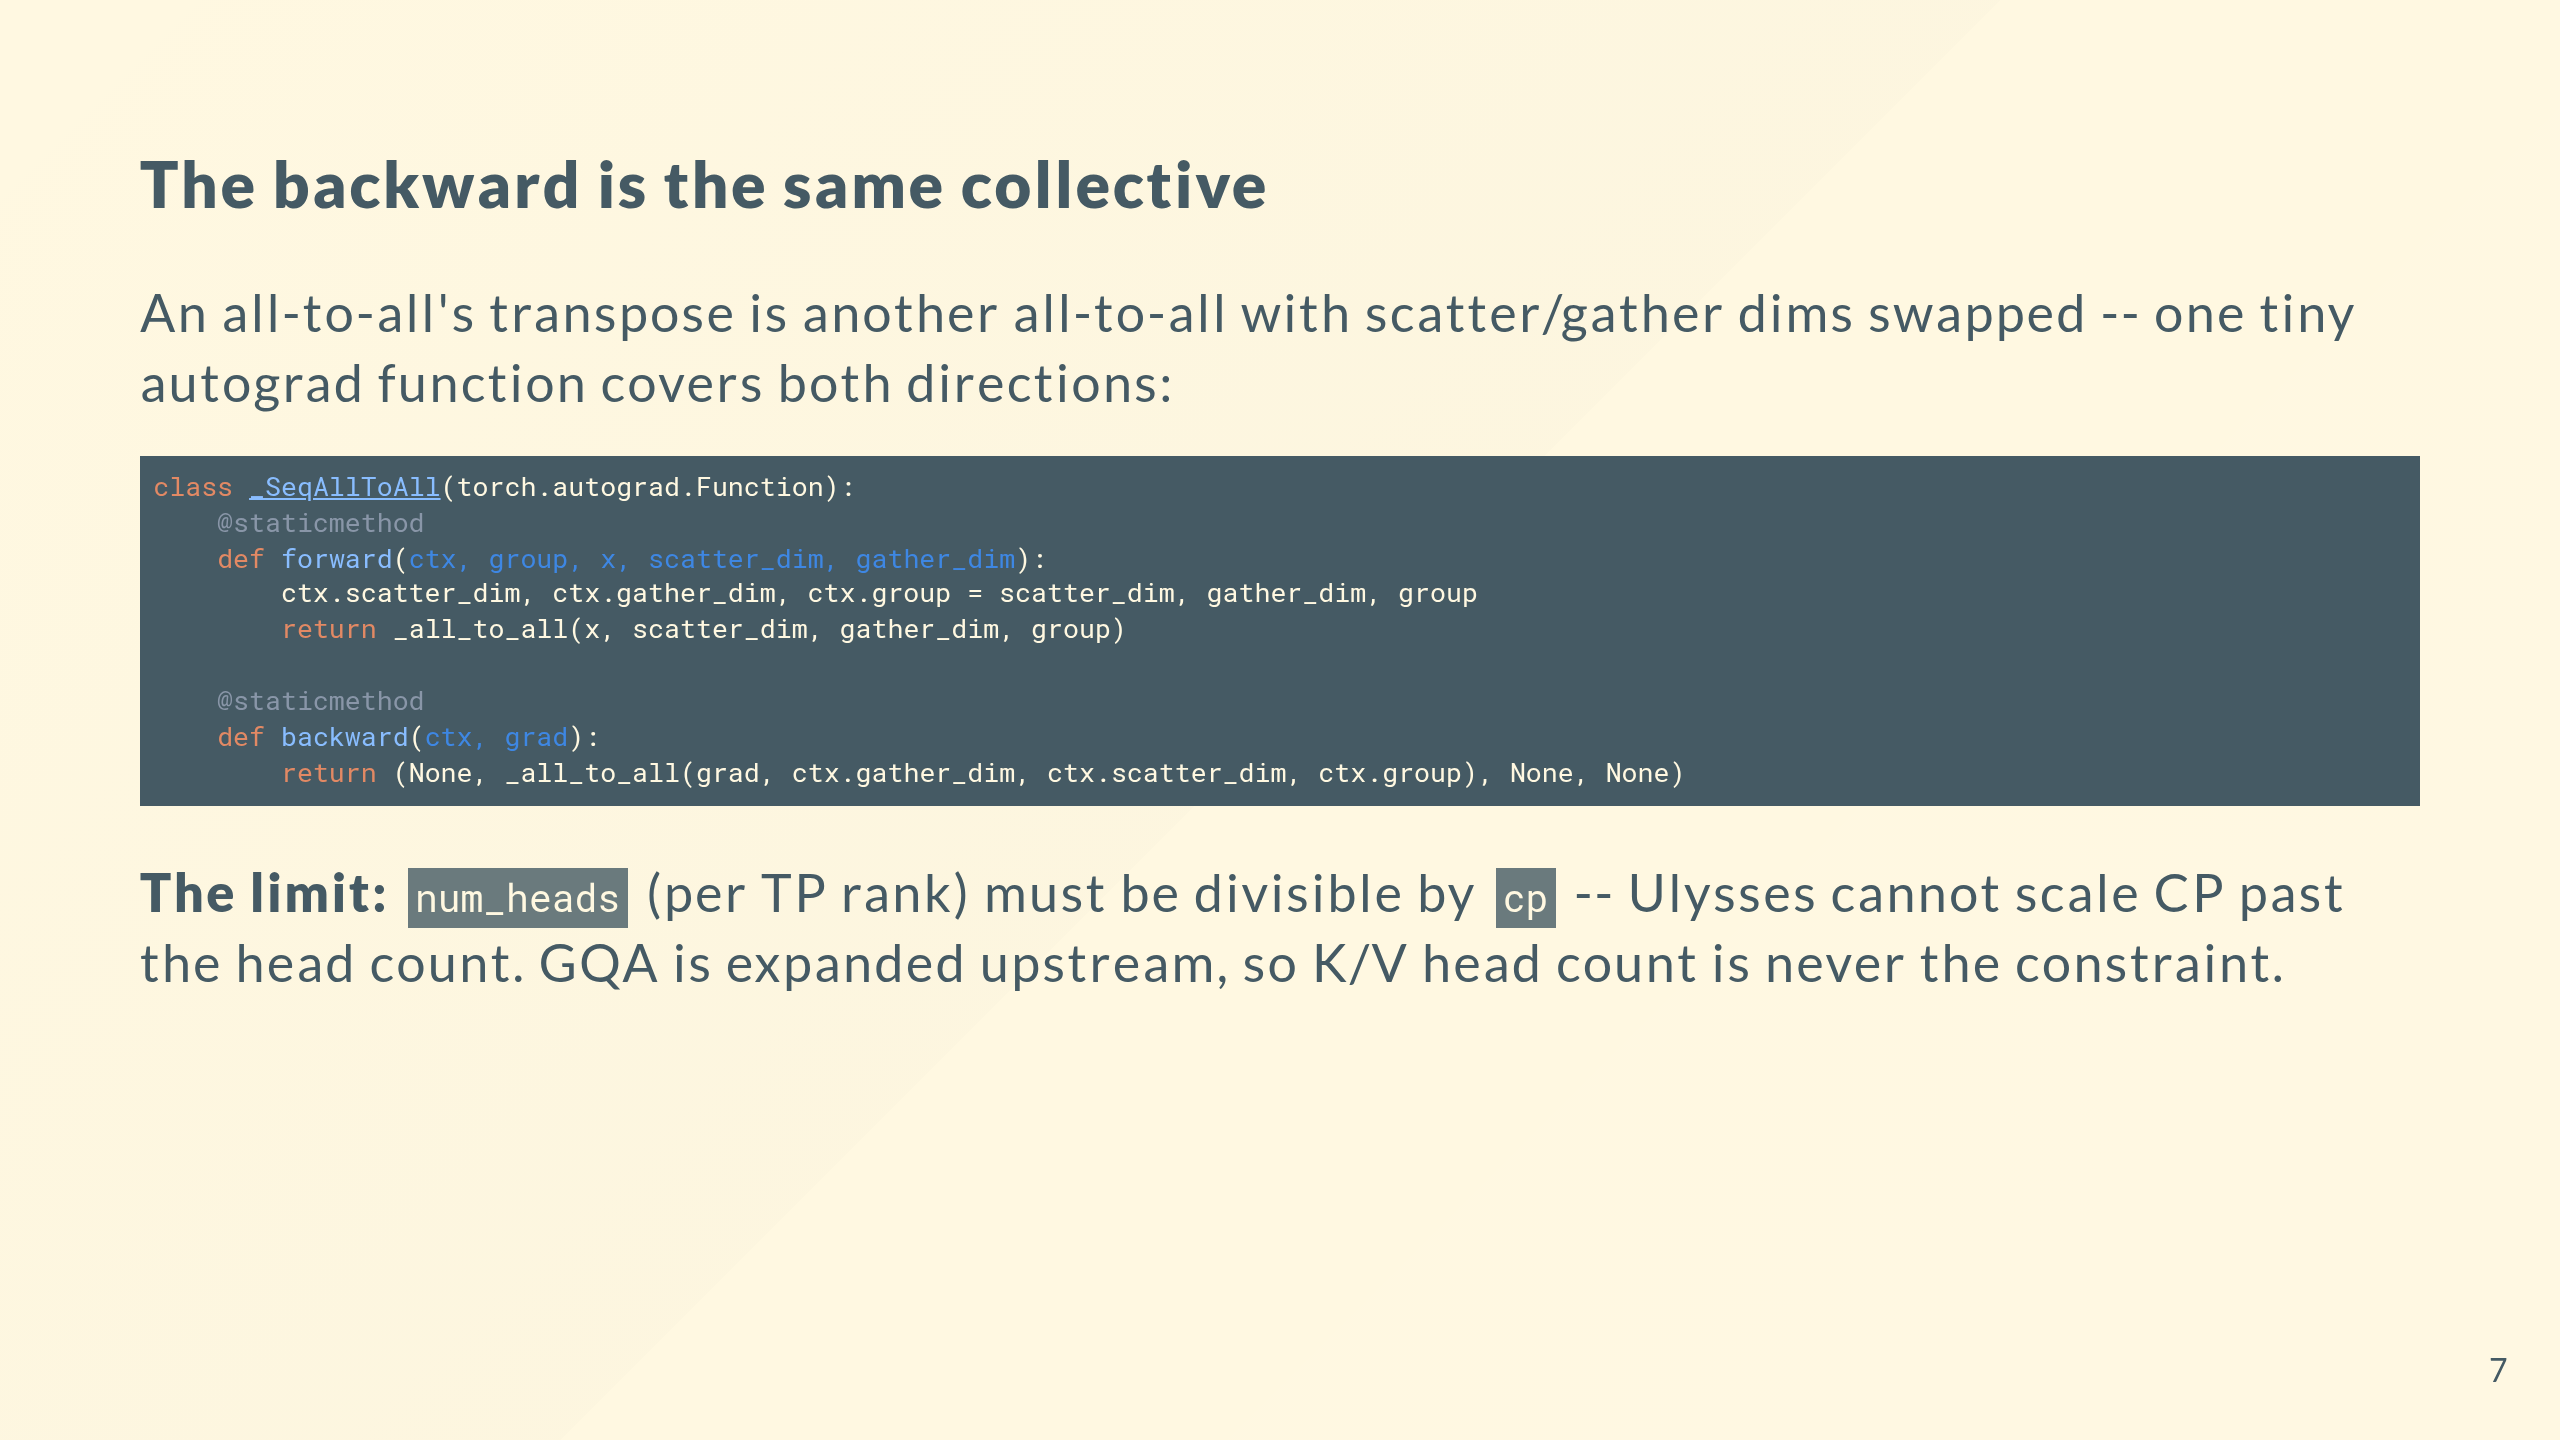 The backward is the same collective
An all-to-all's transpose is another all-to-all with scatter/gather dims swapped -- one tiny
autograd function covers both directions:
class _SeqAllToAll(torch.autograd.Function):
    @staticmethod
    def forward(ctx, group, x, scatter_dim, gather_dim):
        ctx.scatter_dim, ctx.gather_dim, ctx.group = scatter_dim, gather_dim, group
        return _all_to_all(x, scatter_dim, gather_dim, group)
    @staticmethod
    def backward(ctx, grad):
        return (None, _all_to_all(grad, ctx.gather_dim, ctx.scatter_dim, ctx.group), None, None)
The limit: num_heads (per TP rank) must be divisible by cp -- Ulysses cannot scale CP past
the head count. GQA is expanded upstream, so K/V head count is never the constraint.
7